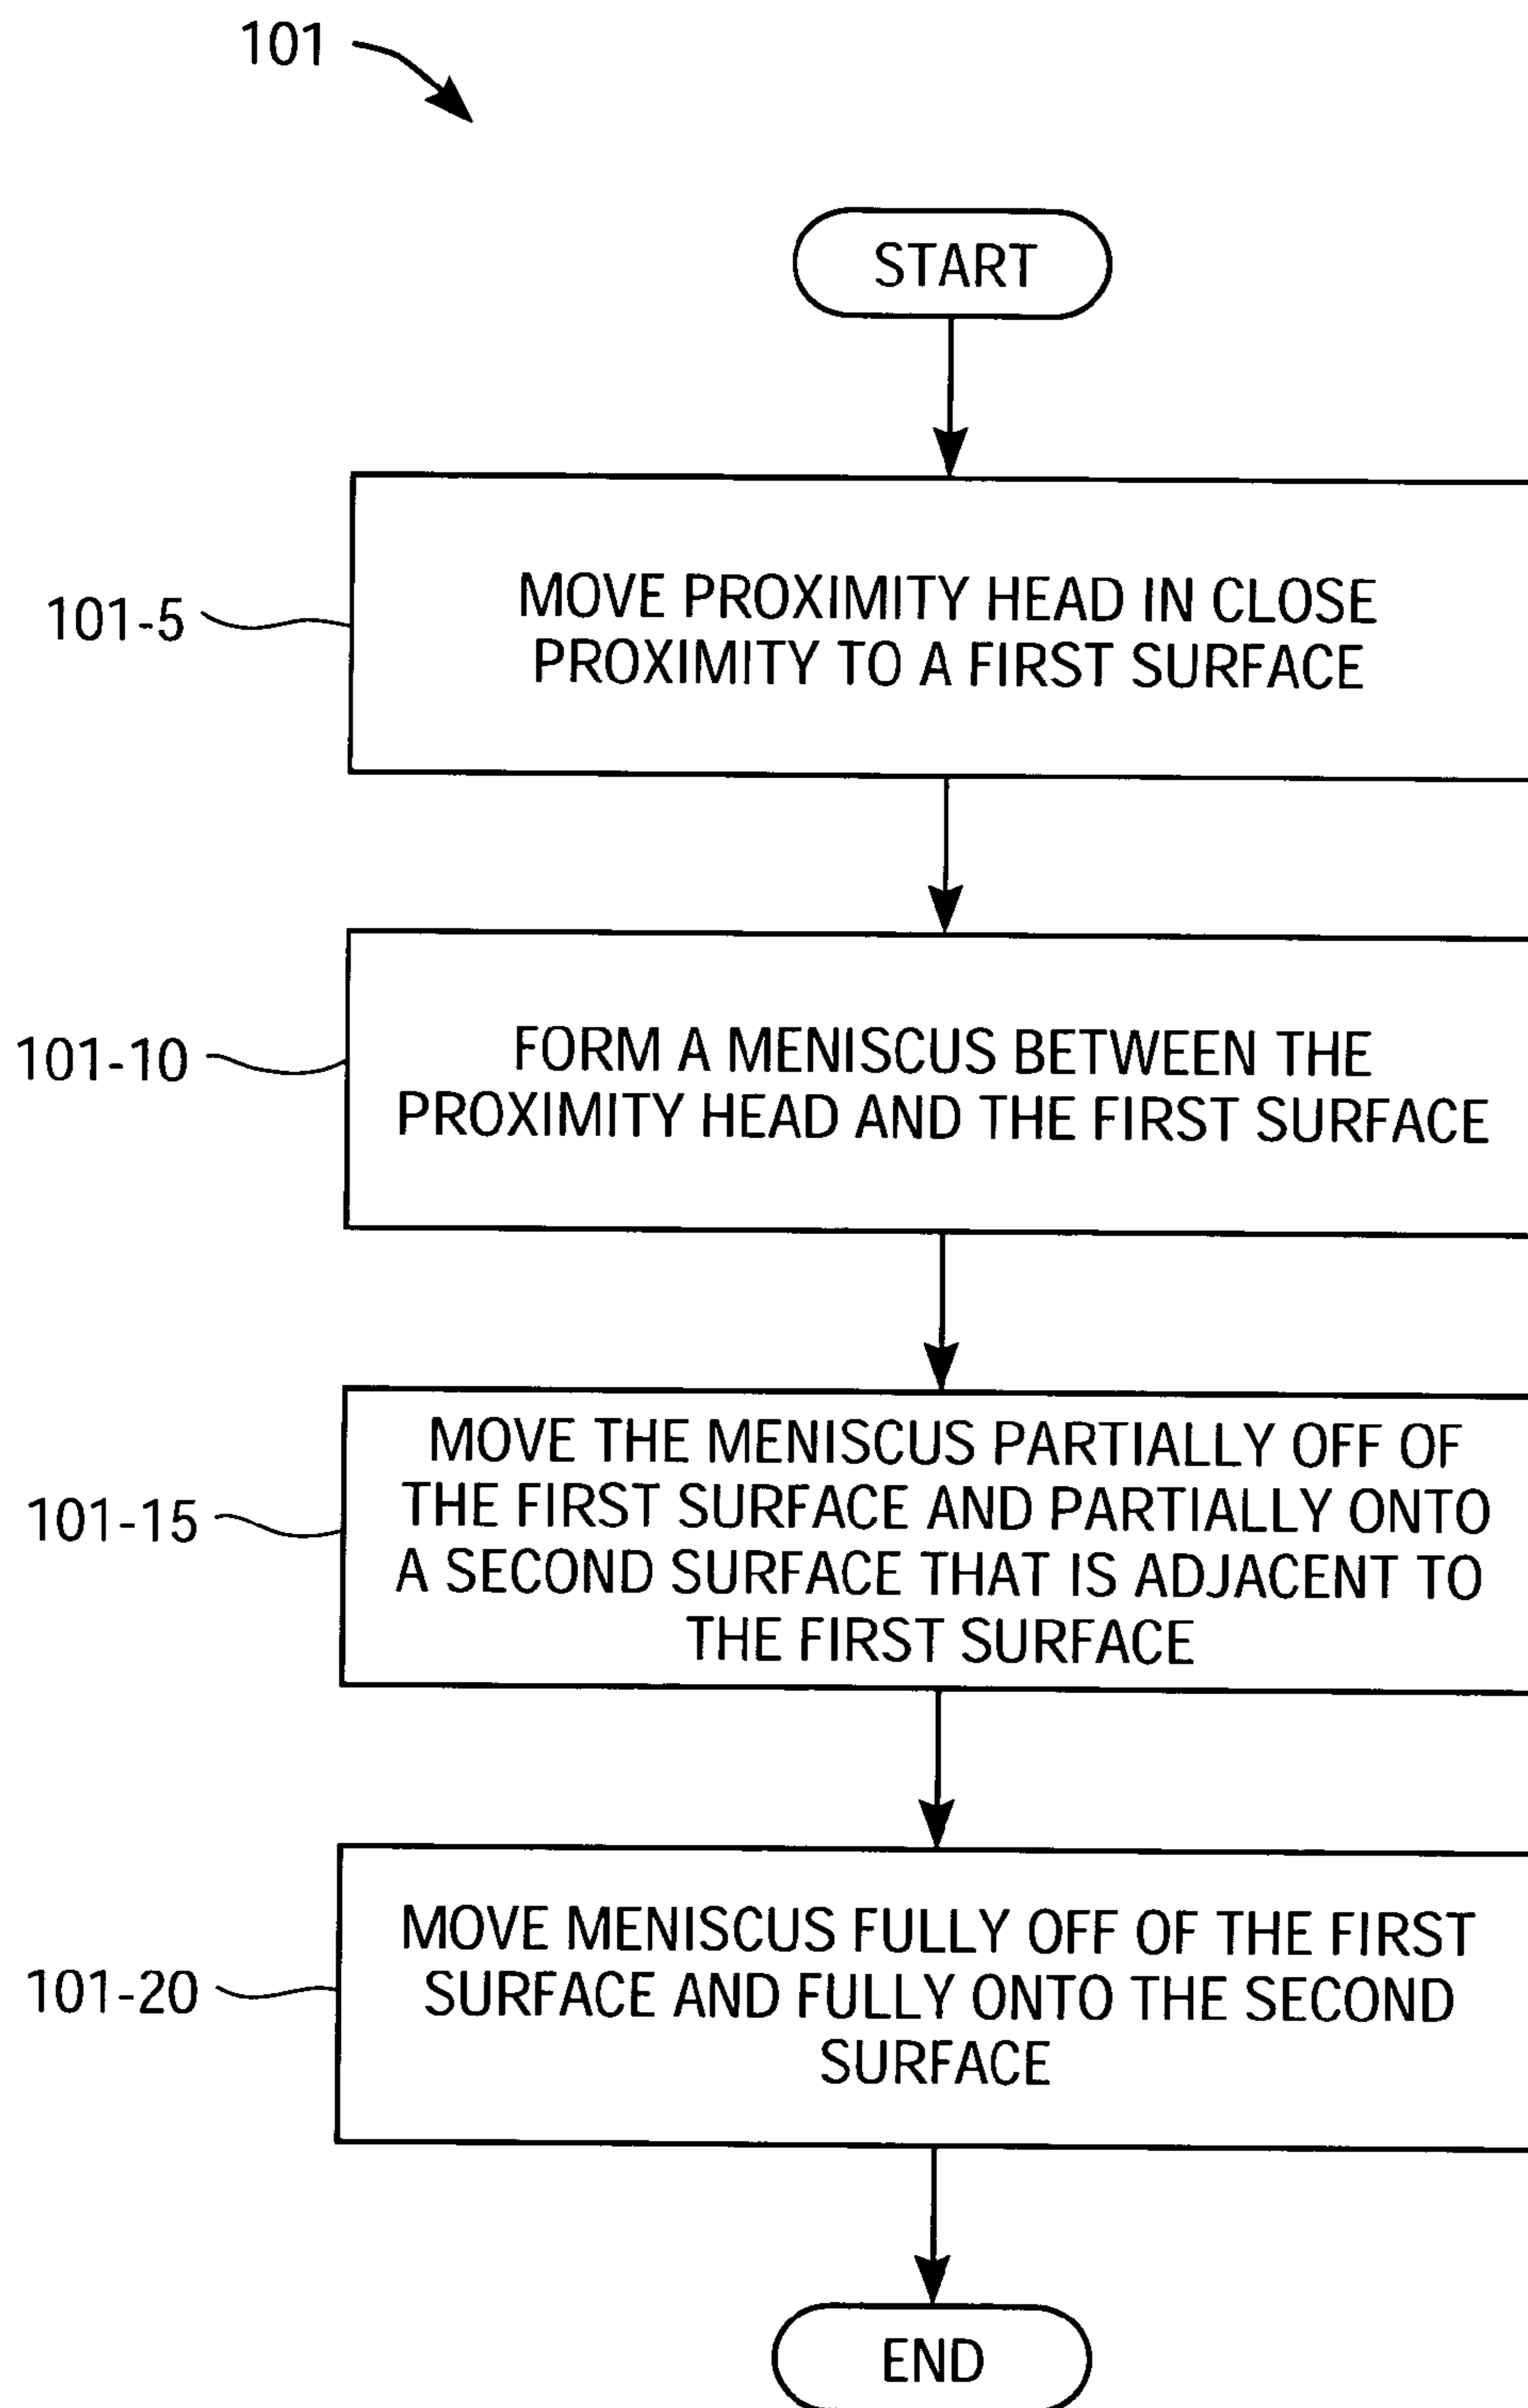 101
START
101-5
MOVE PROXIMITY HEAD IN CLOSE
PROXIMITY TO A FIRST SURFACE
101-10
FORM A MENISCUS BETWEEN THE
PROXIMITY HEAD AND THE FIRST SURFACE
101-15
MOVE THE MENISCUS PARTIALLY OFF OF
THE FIRST SURFACE AND PARTIALLY ONTO
A SECOND SURFACE THAT IS ADJACENT TO
THE FIRST SURFACE
101-20
MOVE MENISCUS FULLY OFF OF THE FIRST
SURFACE AND FULLY ONTO THE SECOND
SURFACE
END